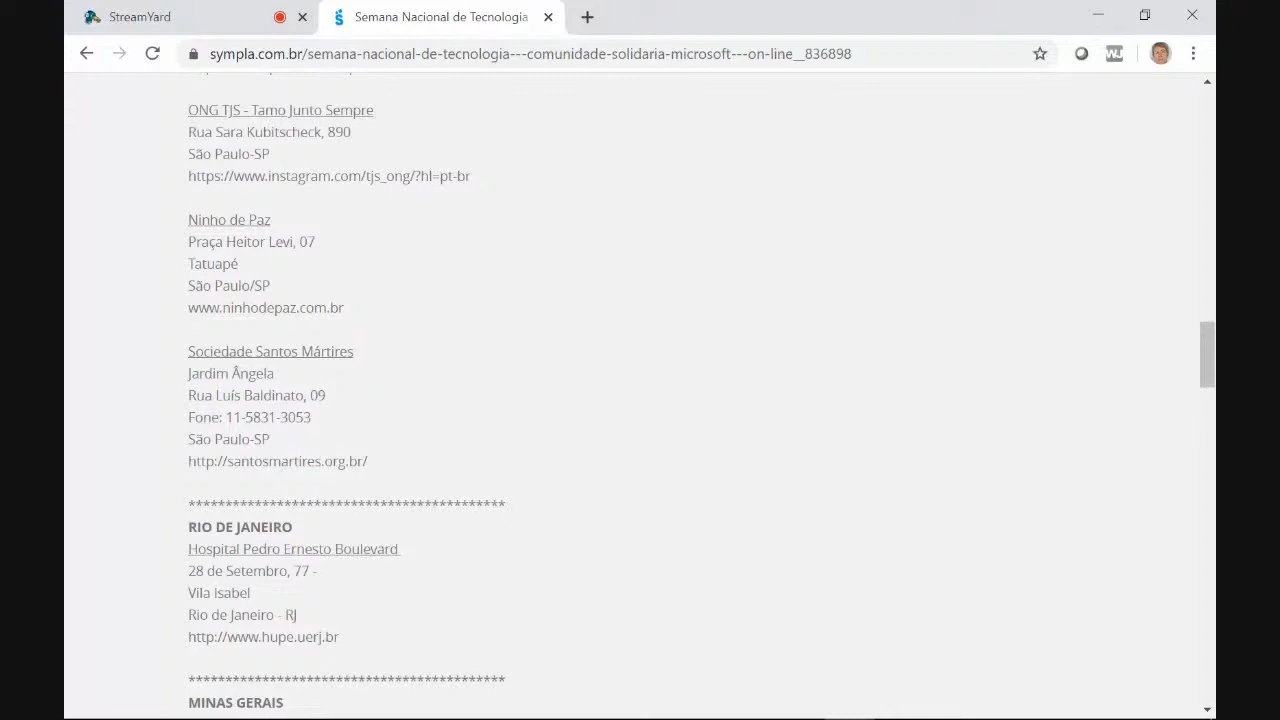 StreamYard
Semana Nacional de Tecnologia
sympla.com.br/semana-nacional-de-tecnologia---comunidade-solidaria-microsoft---on-line__836898
WJ
ONG TJS - Tamo Junto Sempre
Rua Sara Kubitscheck, 890
São Paulo-SP
https://www.instagram.com/tjs_ong/?hl=pt-br
Ninho de Paz
Praça Heitor Levi, 07
Tatuapé
São Paulo/SP
www.ninhodepaz.com.br
Sociedade Santos Mártires
Jardim Ângela
Rua Luís Baldinato, 09
Fone: 11-5831-3053
São Paulo-SP
http://santosmartires.org.br/
*******************************************
RIO DE JANEIRO
Hospital Pedro Ernesto Boulevard
28 de Setembro, 77 -
Vila Isabel
Rio de Janeiro - RJ
http://www.hupe.uerj.br
*******************************************
MINAS GERAIS